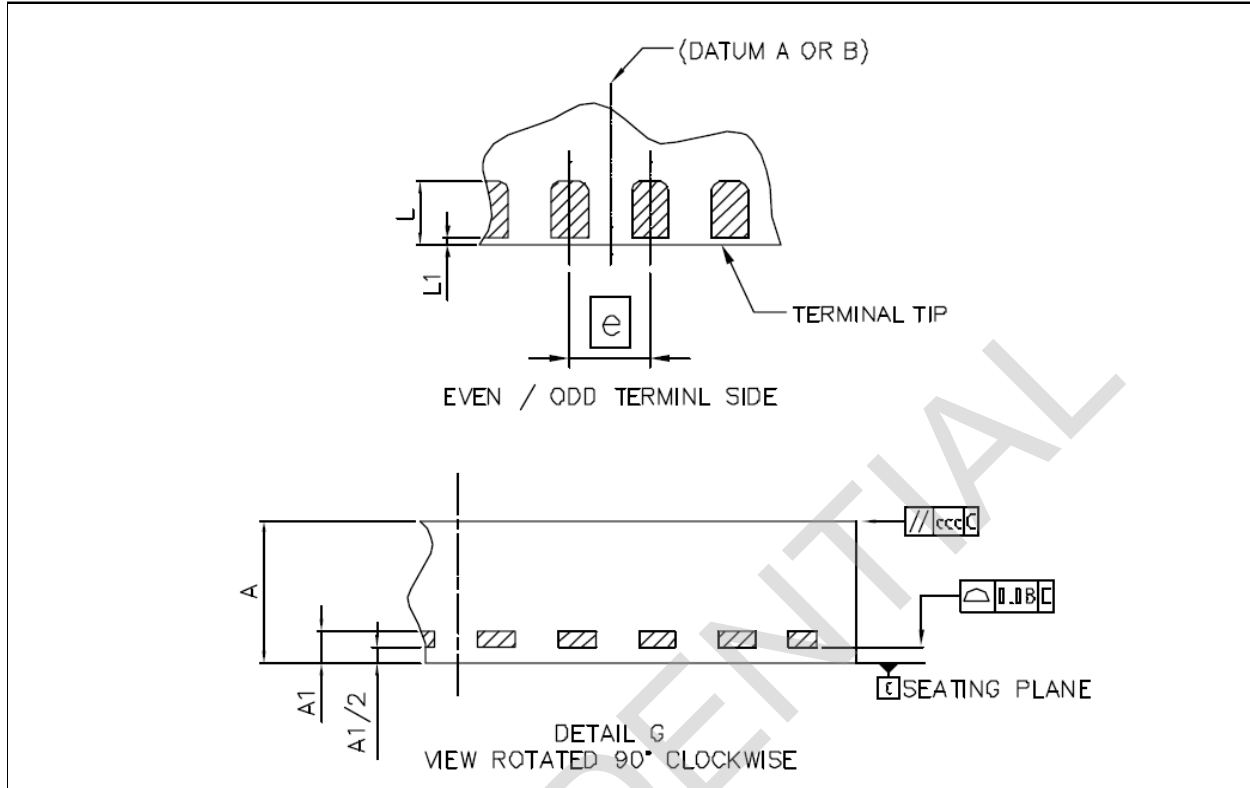 (DATUM A OR B)
L
L1
e
TERMINAL TIP
EVEN / ODD TERMINL SIDE
// ccc C
A
0.08 C
A1
A1/2
C SEATING PLANE
DETAIL G
VIEW ROTATED 90° CLOCKWISE
DENTIAL